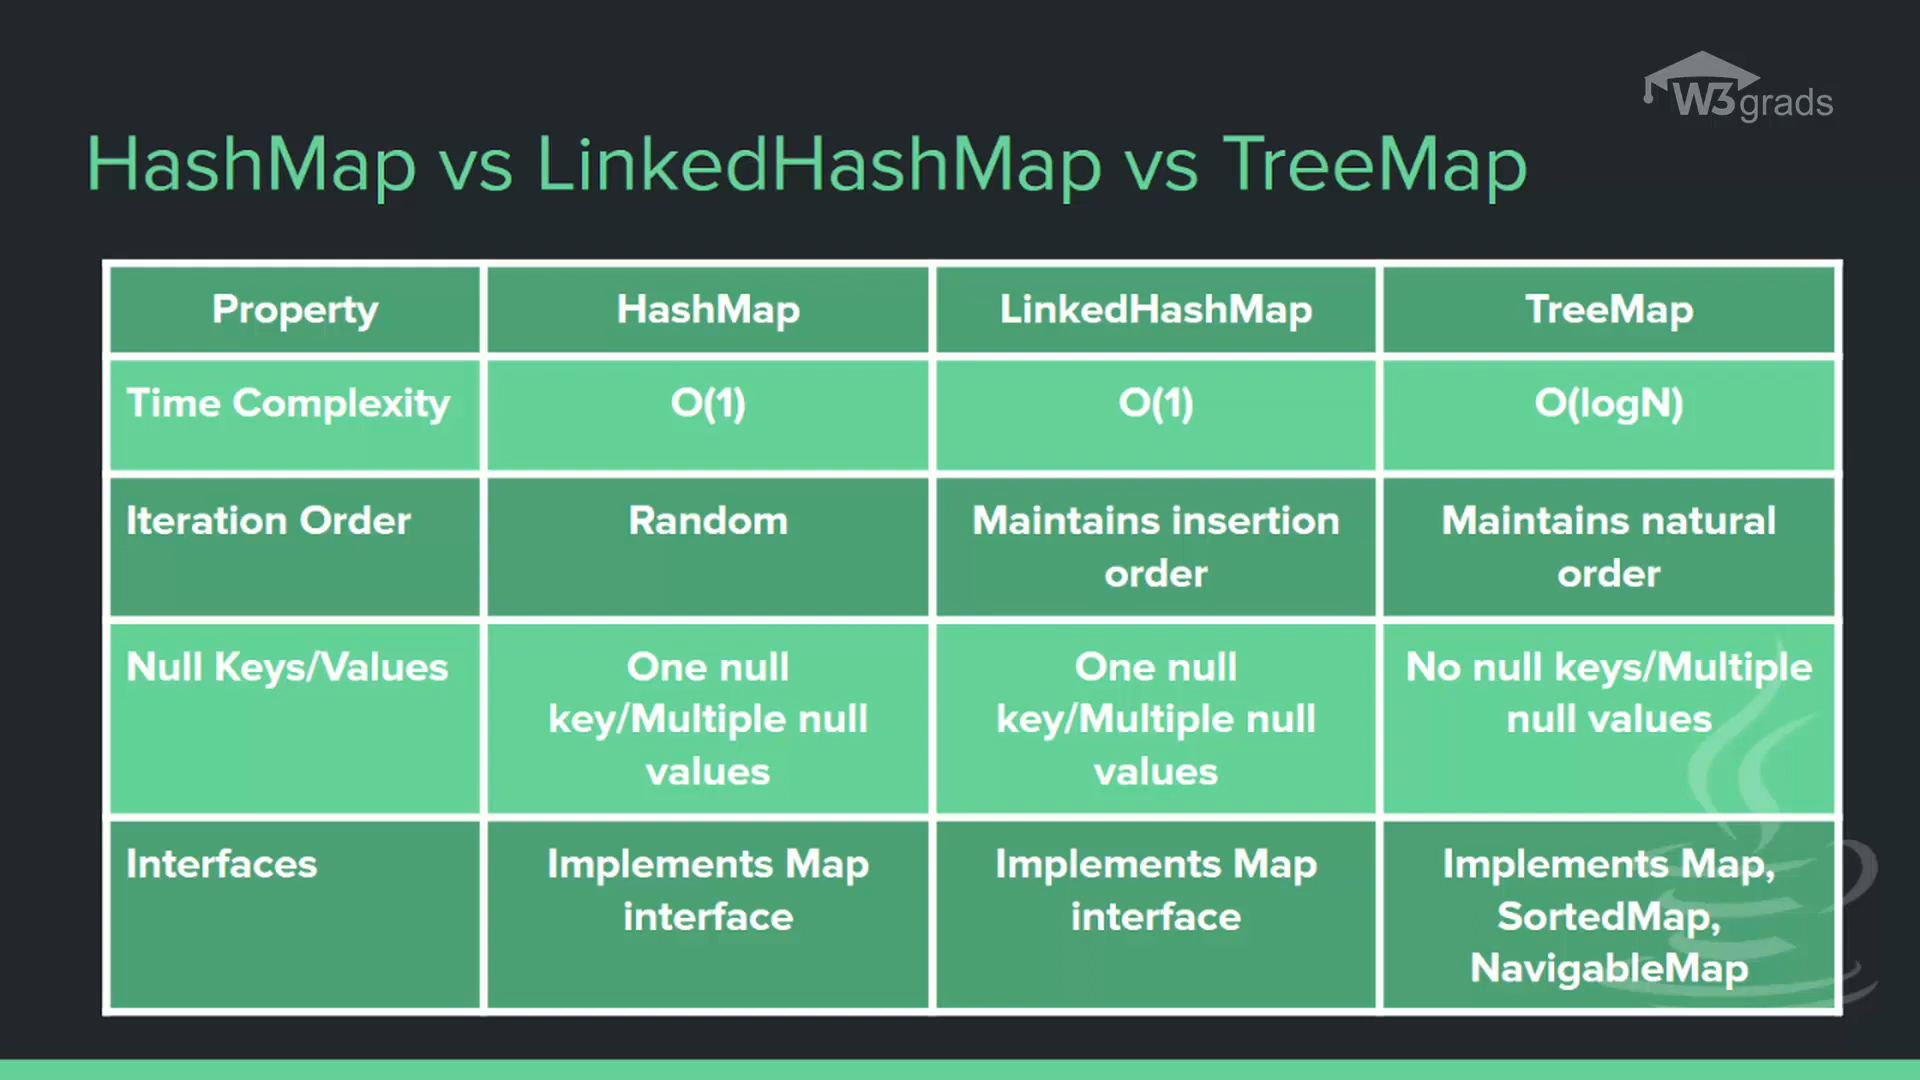 W3grads
HashMap vs LinkedHashMap vs TreeMap
Property
HashMap
LinkedHashMap
TreeMap
Time Complexity
O(1)
O(1)
O(logN)
Iteration Order
Random
Maintains insertion
order
Maintains natural
order
Null Keys/Values
One null
key/Multiple null
values
One null
key/Multiple null
values
No null keys/Multiple
null values
Interfaces
Implements Map
interface
Implements Map
interface
Implements Map,
SortedMap,
NavigableMap